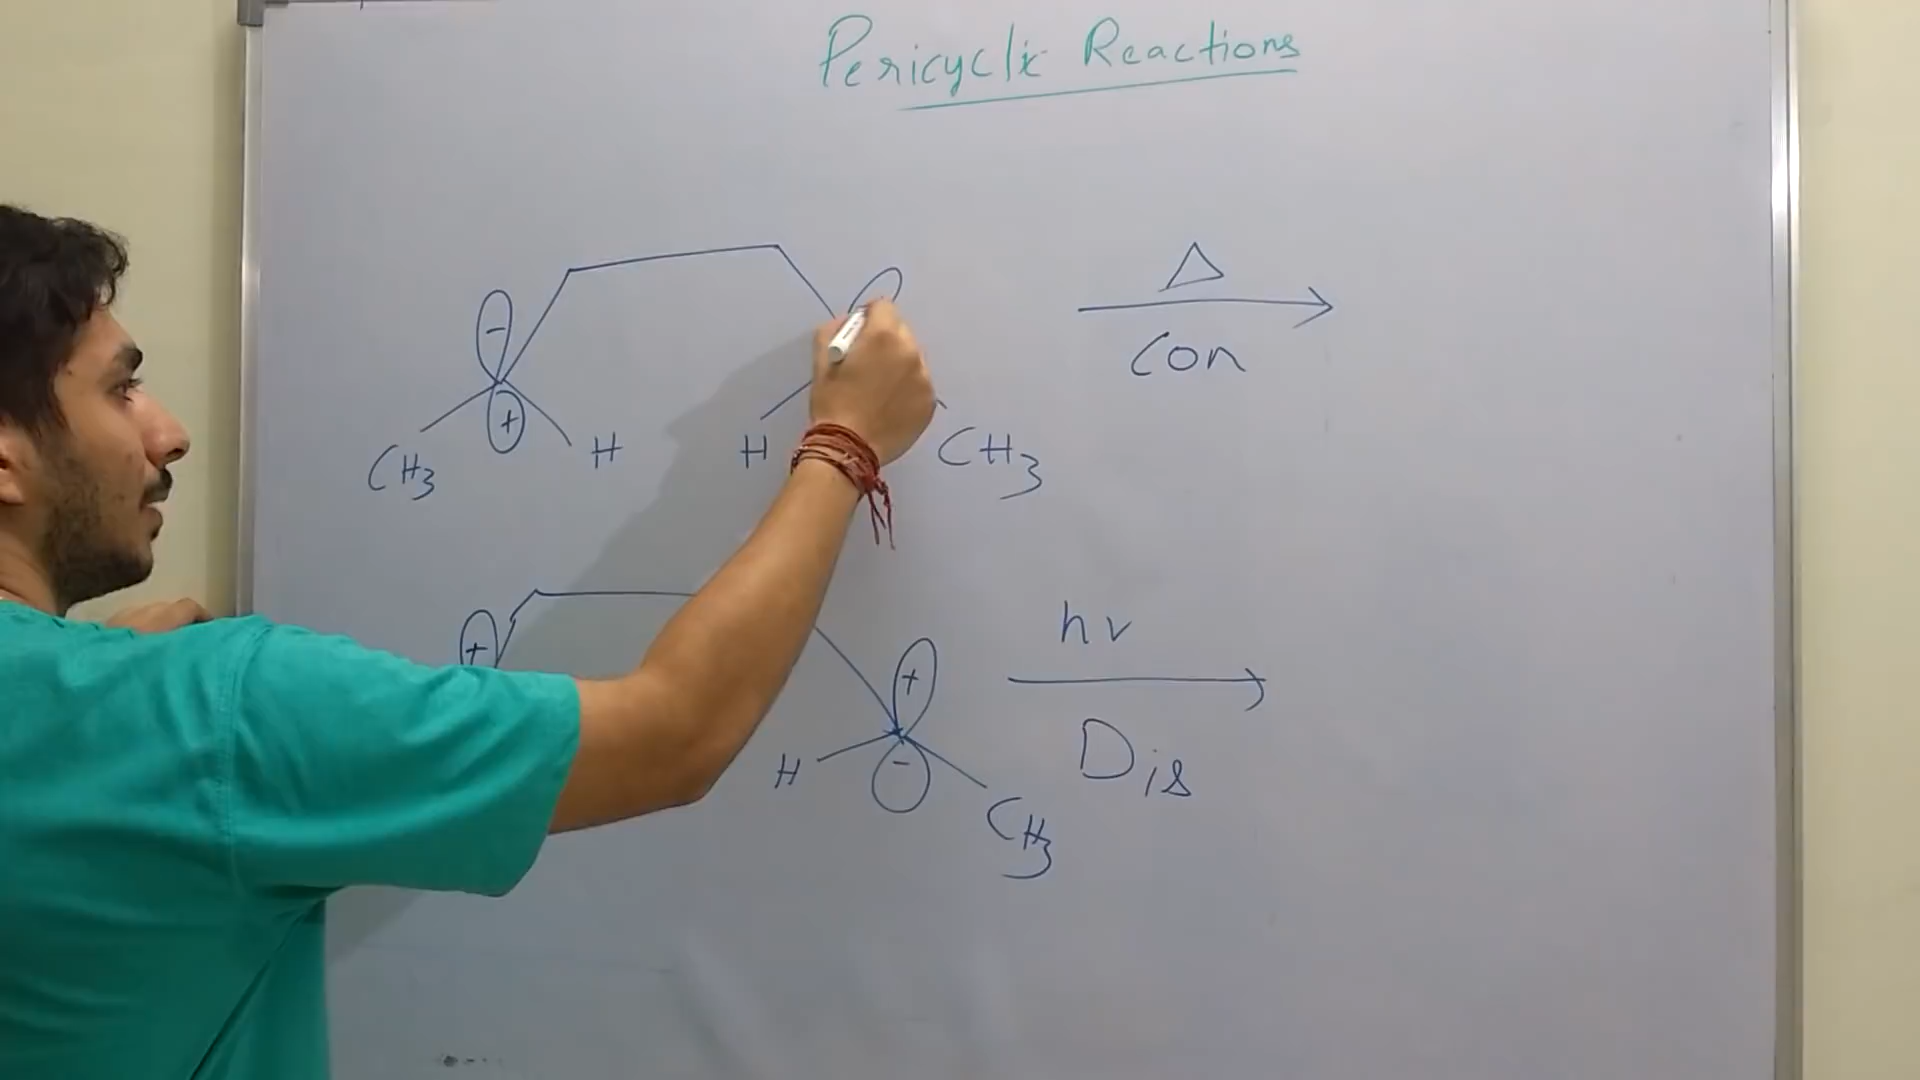 Pericyclic Reactions
Δ
-
Con
+
CH3
H
H
CH3
hν
+
+
H
-
Dis
CH3